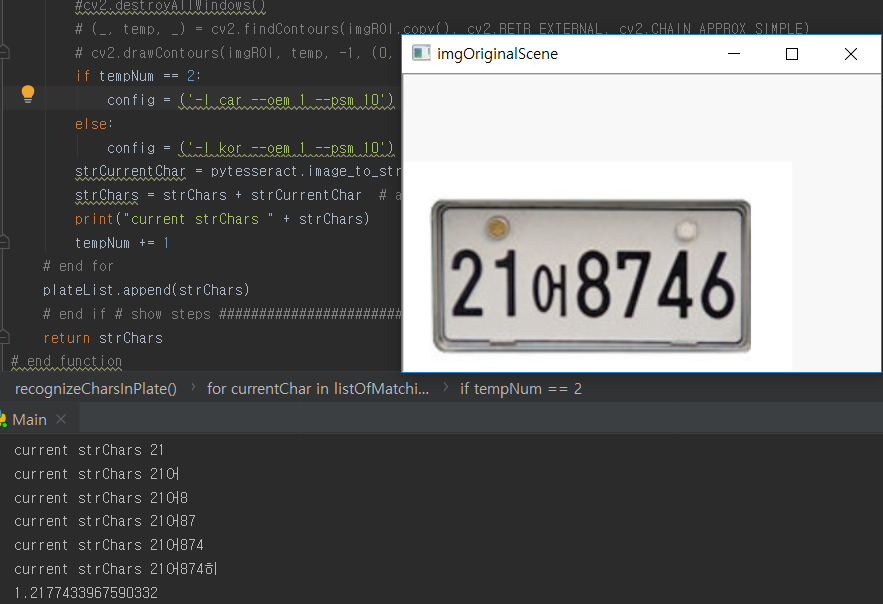 #cv2.destroyAllWindows()
# (_, temp, _) = cv2.findContours(imgROI.copy(), cv2.RETR_EXTERNAL, cv2.CHAIN_APPROX_SIMPLE)
# cv2.drawContours(imgROI, temp, -1, (0,
if tempNum == 2:
config = ('-l car --oem 1 --psm 10')
else:
config = ('-l kor --oem 1 --psm 10')
strCurrentChar = pytesseract.image_to_str
strChars = strChars + strCurrentChar # a
print("current strChars " + strChars)
tempNum += 1
# end for
plateList.append(strChars)
# end if # show steps #######################
return strChars
# end function
imgOriginalScene
21어8746
recognizeCharsInPlate() › for currentChar in listOfMatchi... › if tempNum == 2
Main
current strChars 21
current strChars 21어
current strChars 21어8
current strChars 21어87
current strChars 21어874
current strChars 21어874히
1.2177433967590332